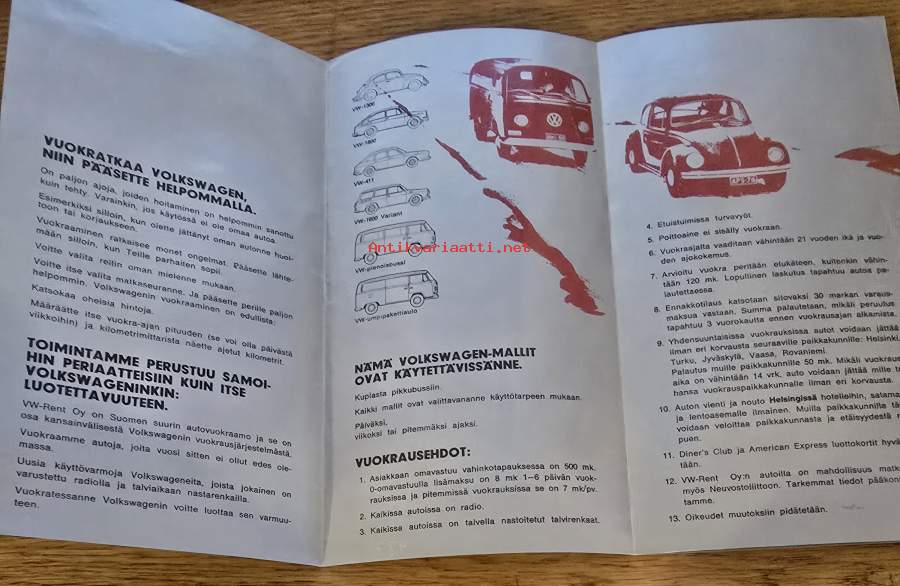 VUOKRATKAA VOLKSWAGEN,
NIIN PÄÄSETTE HELPOMMALLA.
On paljon ajoja, joiden hoitaminen on helpommin sanottu
kuin tehty. Varainkin, jos käytössä ei ole omaa autoa.
Esimerkiksi silloin, kun olette jättänyt oman autonne huol-
toon tai korjaukseen.
Vuokraaminen ratkaisee monet ongelmat. Pääsette lähte-
mään silloin, kun Teille parhaiten sopii.
Voitte valita reitin oman mielenne mukaan.
Voitte itse valita matkaseuranne. Ja pääsette perille paljon
helpommin. Volkswagenin vuokraaminen on edullista:
Katsokaa oheisia hintoja.
Määräätte itse vuokra-ajan pituuden (se voi olla päivästä
viikkoihin) ja kilometrimittarista näette ajetut kilometrit.
TOIMINTAMME PERUSTUU SAMOI-
HIN PERIAATTEISIIN KUIN ITSE
VOLKSWAGENINKIN:
LUOTETTAVUUTEEN.
VW-Rent Oy on Suomen suurin autovuokraamo ja se on
osa kansainvälisestä Volkswagenin vuokrausjärjestelmästä.
Vuokraamme autoja, joita vuosi sitten ei ollut edes ole-
massa.
Uusia käyttövarmoja Volkswageneita, joista jokainen on
varustettu radiolla ja talviaikaan nastarenkailla.
Vuokratessanne Volkswagenin voitte luottaa sen varmuu-
teen.
VW-1300
VW-1600
VW-411
VW-1600 Variant
VW-pienoisbussi
VW-umpipakettiauto
Antikvariaatti.net
NÄMÄ VOLKSWAGEN-MALLIT
OVAT KÄYTETTÄVISSÄNNE.
Kuplasta pikkubussiin.
Kaikki mallit ovat valittavananne käyttötarpeen mukaan.
Päiväksi,
viikoksi tai pitemmäksi ajaksi.
VUOKRAUSEHDOT:
1. Asiakkaan omavastuu vahinkotapauksessa on 500 mk.
0-omavastuulla lisämaksu on 8 mk 1–6 päivän vuok-
rauksissa ja pitemmissä vuokrauksissa se on 7 mk/pv.
2. Kaikissa autoissa on radio.
3. Kaikissa autoissa on talvella nastoitetut talvirenkaat.
4. Etuistuimissa turvavyöt.
5. Polttoaine ei sisälly vuokraan.
6. Vuokraajalta vaaditaan vähintään 21 vuoden ikä ja vuo-
den ajokokemus.
7. Arvioitu vuokra peritään etukäteen, kuitenkin vähin-
tään 120 mk. Lopullinen laskutus tapahtuu autoa pa-
lautettaessa.
8. Ennakkotilaus katsotaan sitovaksi 30 markan varaus-
maksua vastaan. Summa palautetaan, mikäli peruutus
tapahtuu 3 vuorokautta ennen vuokrausajan alkamista.
9. Yhdensuuntaisissa vuokrauksissa autot voidaan jättää
ilman eri korvausta seuraaville paikkakunnille: Helsinki,
Turku, Jyväskylä, Vaasa, Rovaniemi.
Palautus muille paikkakunnille 50 mk. Mikäli vuokraus-
aika on vähintään 14 vrk, auto voidaan jättää mille ta
hansa vuokrauspaikkakunnalle ilman eri korvausta.
10. Auton vienti ja nouto Helsingissä hotelleihin, satama
ja lentoasemalle ilmainen. Muilla paikkakunnilla tä
voidaan veloittaa paikkakunnasta ja etäisyydestä r
puen.
11. Diner's Club ja American Express luottokortit hyvä
tään.
12. VW-Rent Oy:n autoilla on mahdollisuus matk
myös Neuvostoliittoon. Tarkemmat tiedot pääkon
tamme.
13. Oikeudet muutoksiin pidätetään.